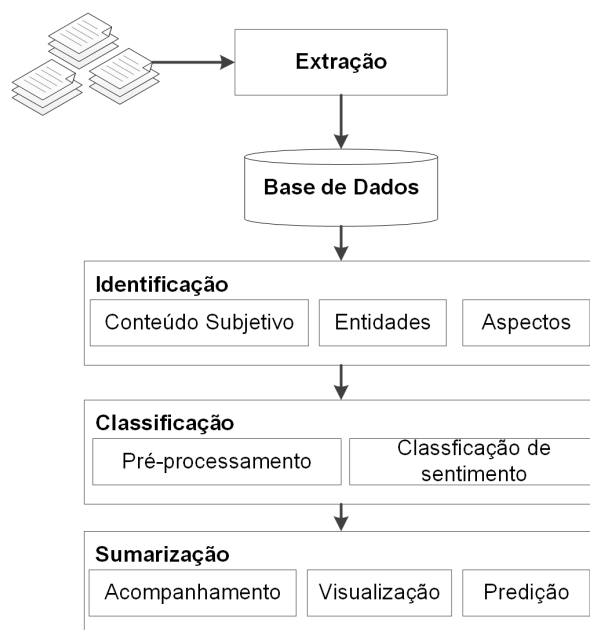 Extração
Base de Dados
Identificação
Conteúdo Subjetivo
Entidades
Aspectos
Classificação
Pré-processamento
Classficação de
sentimento
Sumarização
Acompanhamento
Visualização
Predição